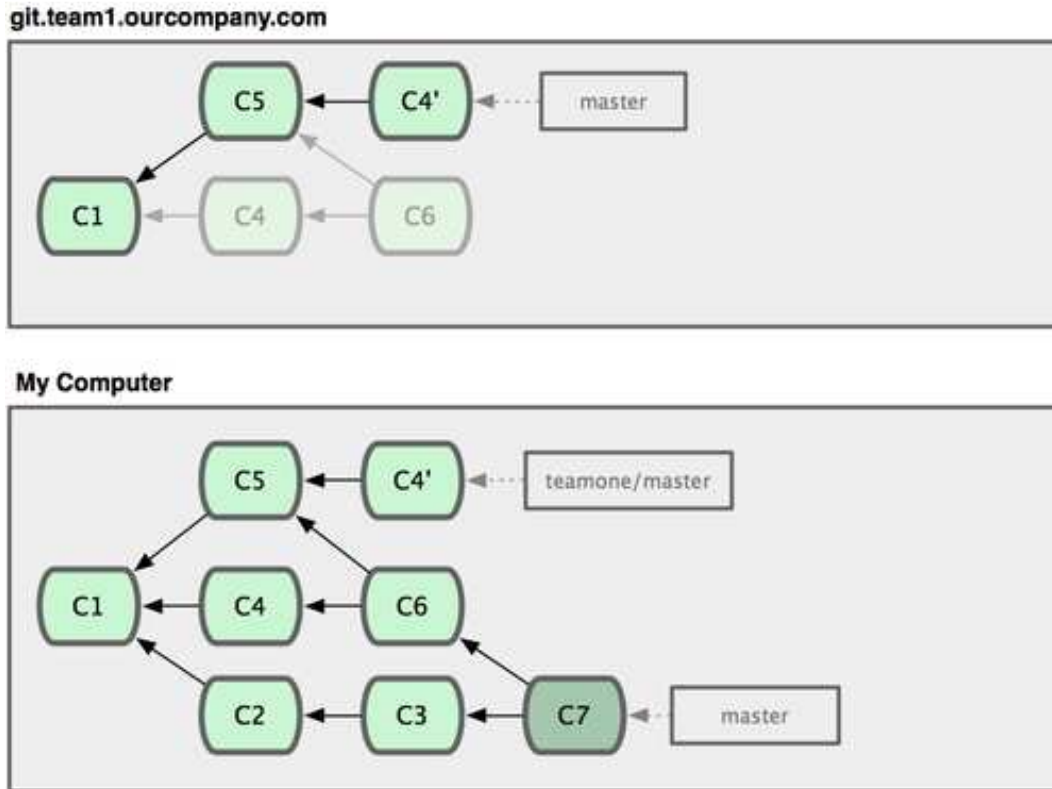 git.team1.ourcompany.com
C5 C4' master
C1 C4 C6
My Computer
C5 C4' teamone/master
C1 C4 C6
C2 C3 C7 master